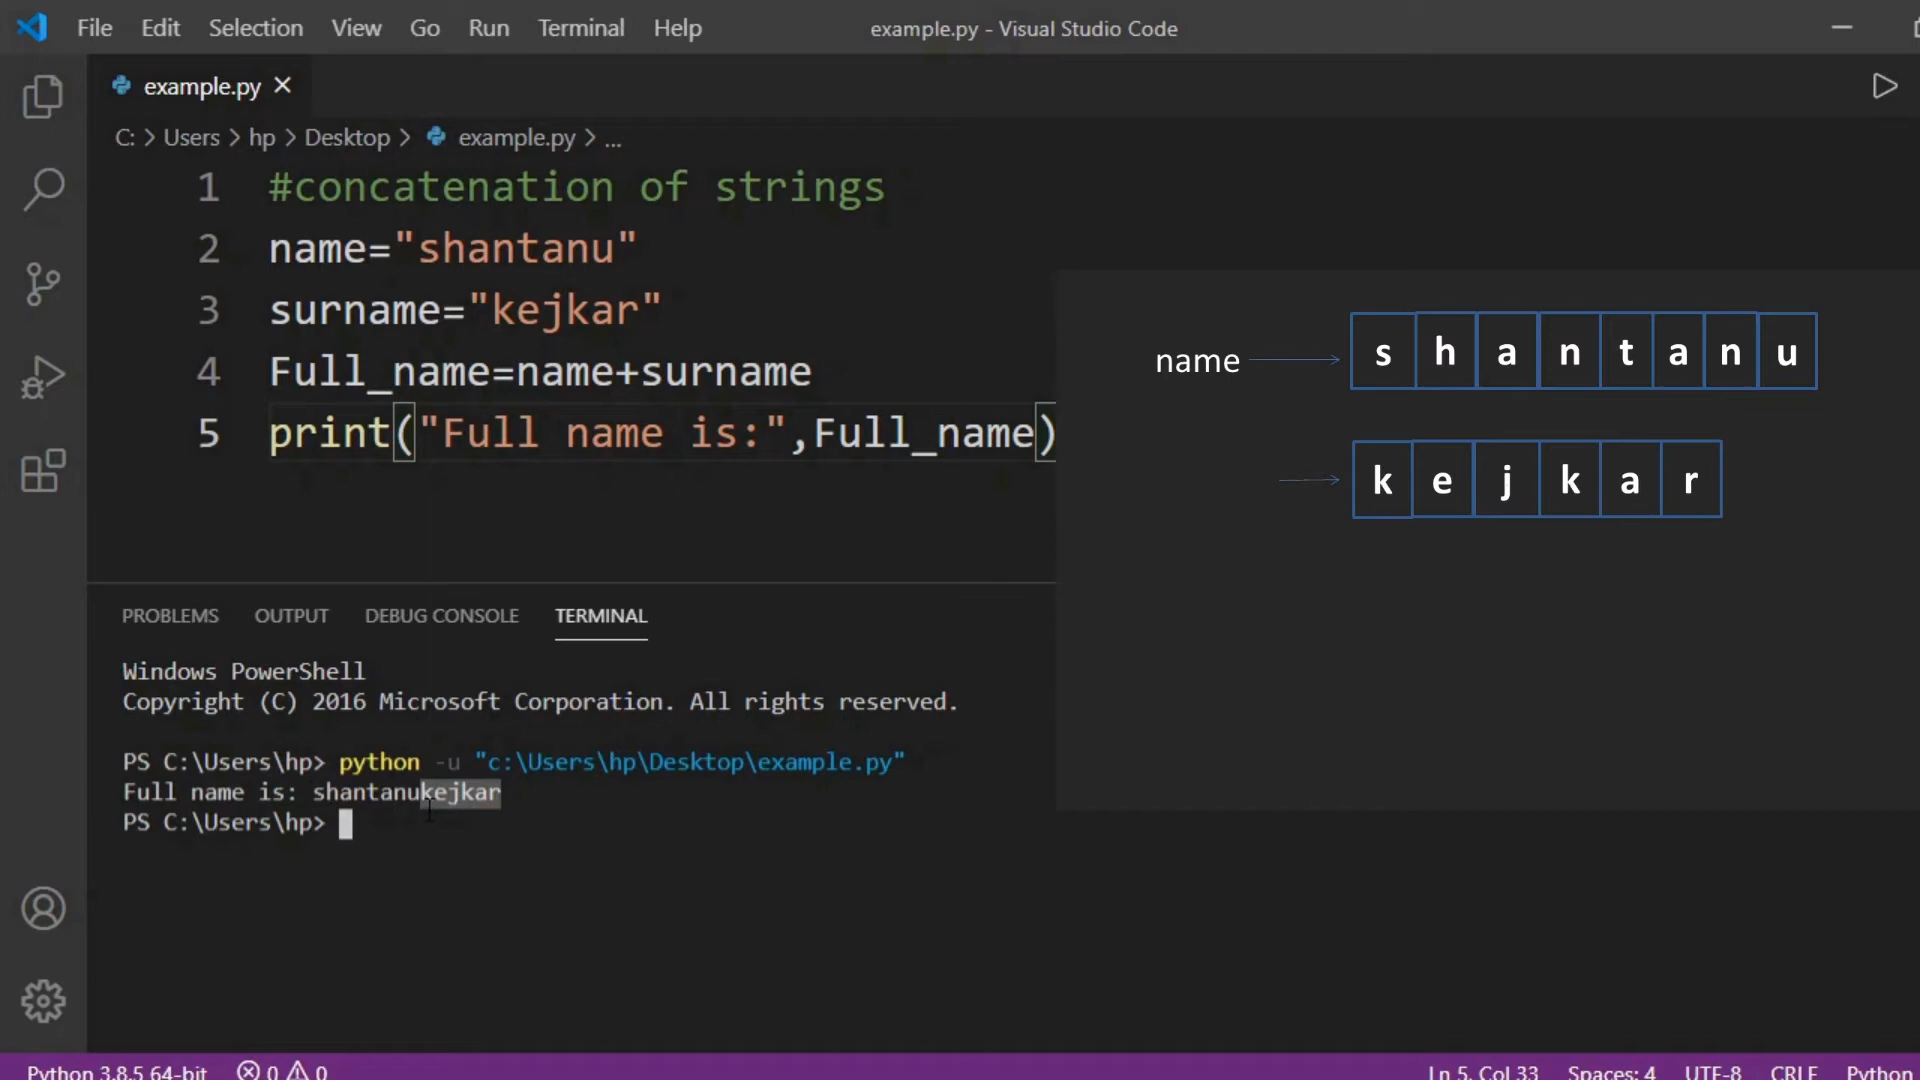 File Edit Selection View Go Run Terminal Help example.py - Visual Studio Code
example.py
C: > Users > hp > Desktop > example.py > ...
1 #concatenation of strings
2 name="shantanu"
3 surname="kejkar"
4 Full_name=name+surname
5 print("Full name is:",Full_name)
name s h a n t a n u
k e j k a r
PROBLEMS OUTPUT DEBUG CONSOLE TERMINAL
Windows PowerShell
Copyright (C) 2016 Microsoft Corporation. All rights reserved.
PS C:\Users\hp> python -u "c:\Users\hp\Desktop\example.py"
Full name is: shantanukejkar
PS C:\Users\hp>
Python 3.8.5 64-bit 0 0 Ln 5, Col 33 Spaces: 4 UTF-8 CRLF Python